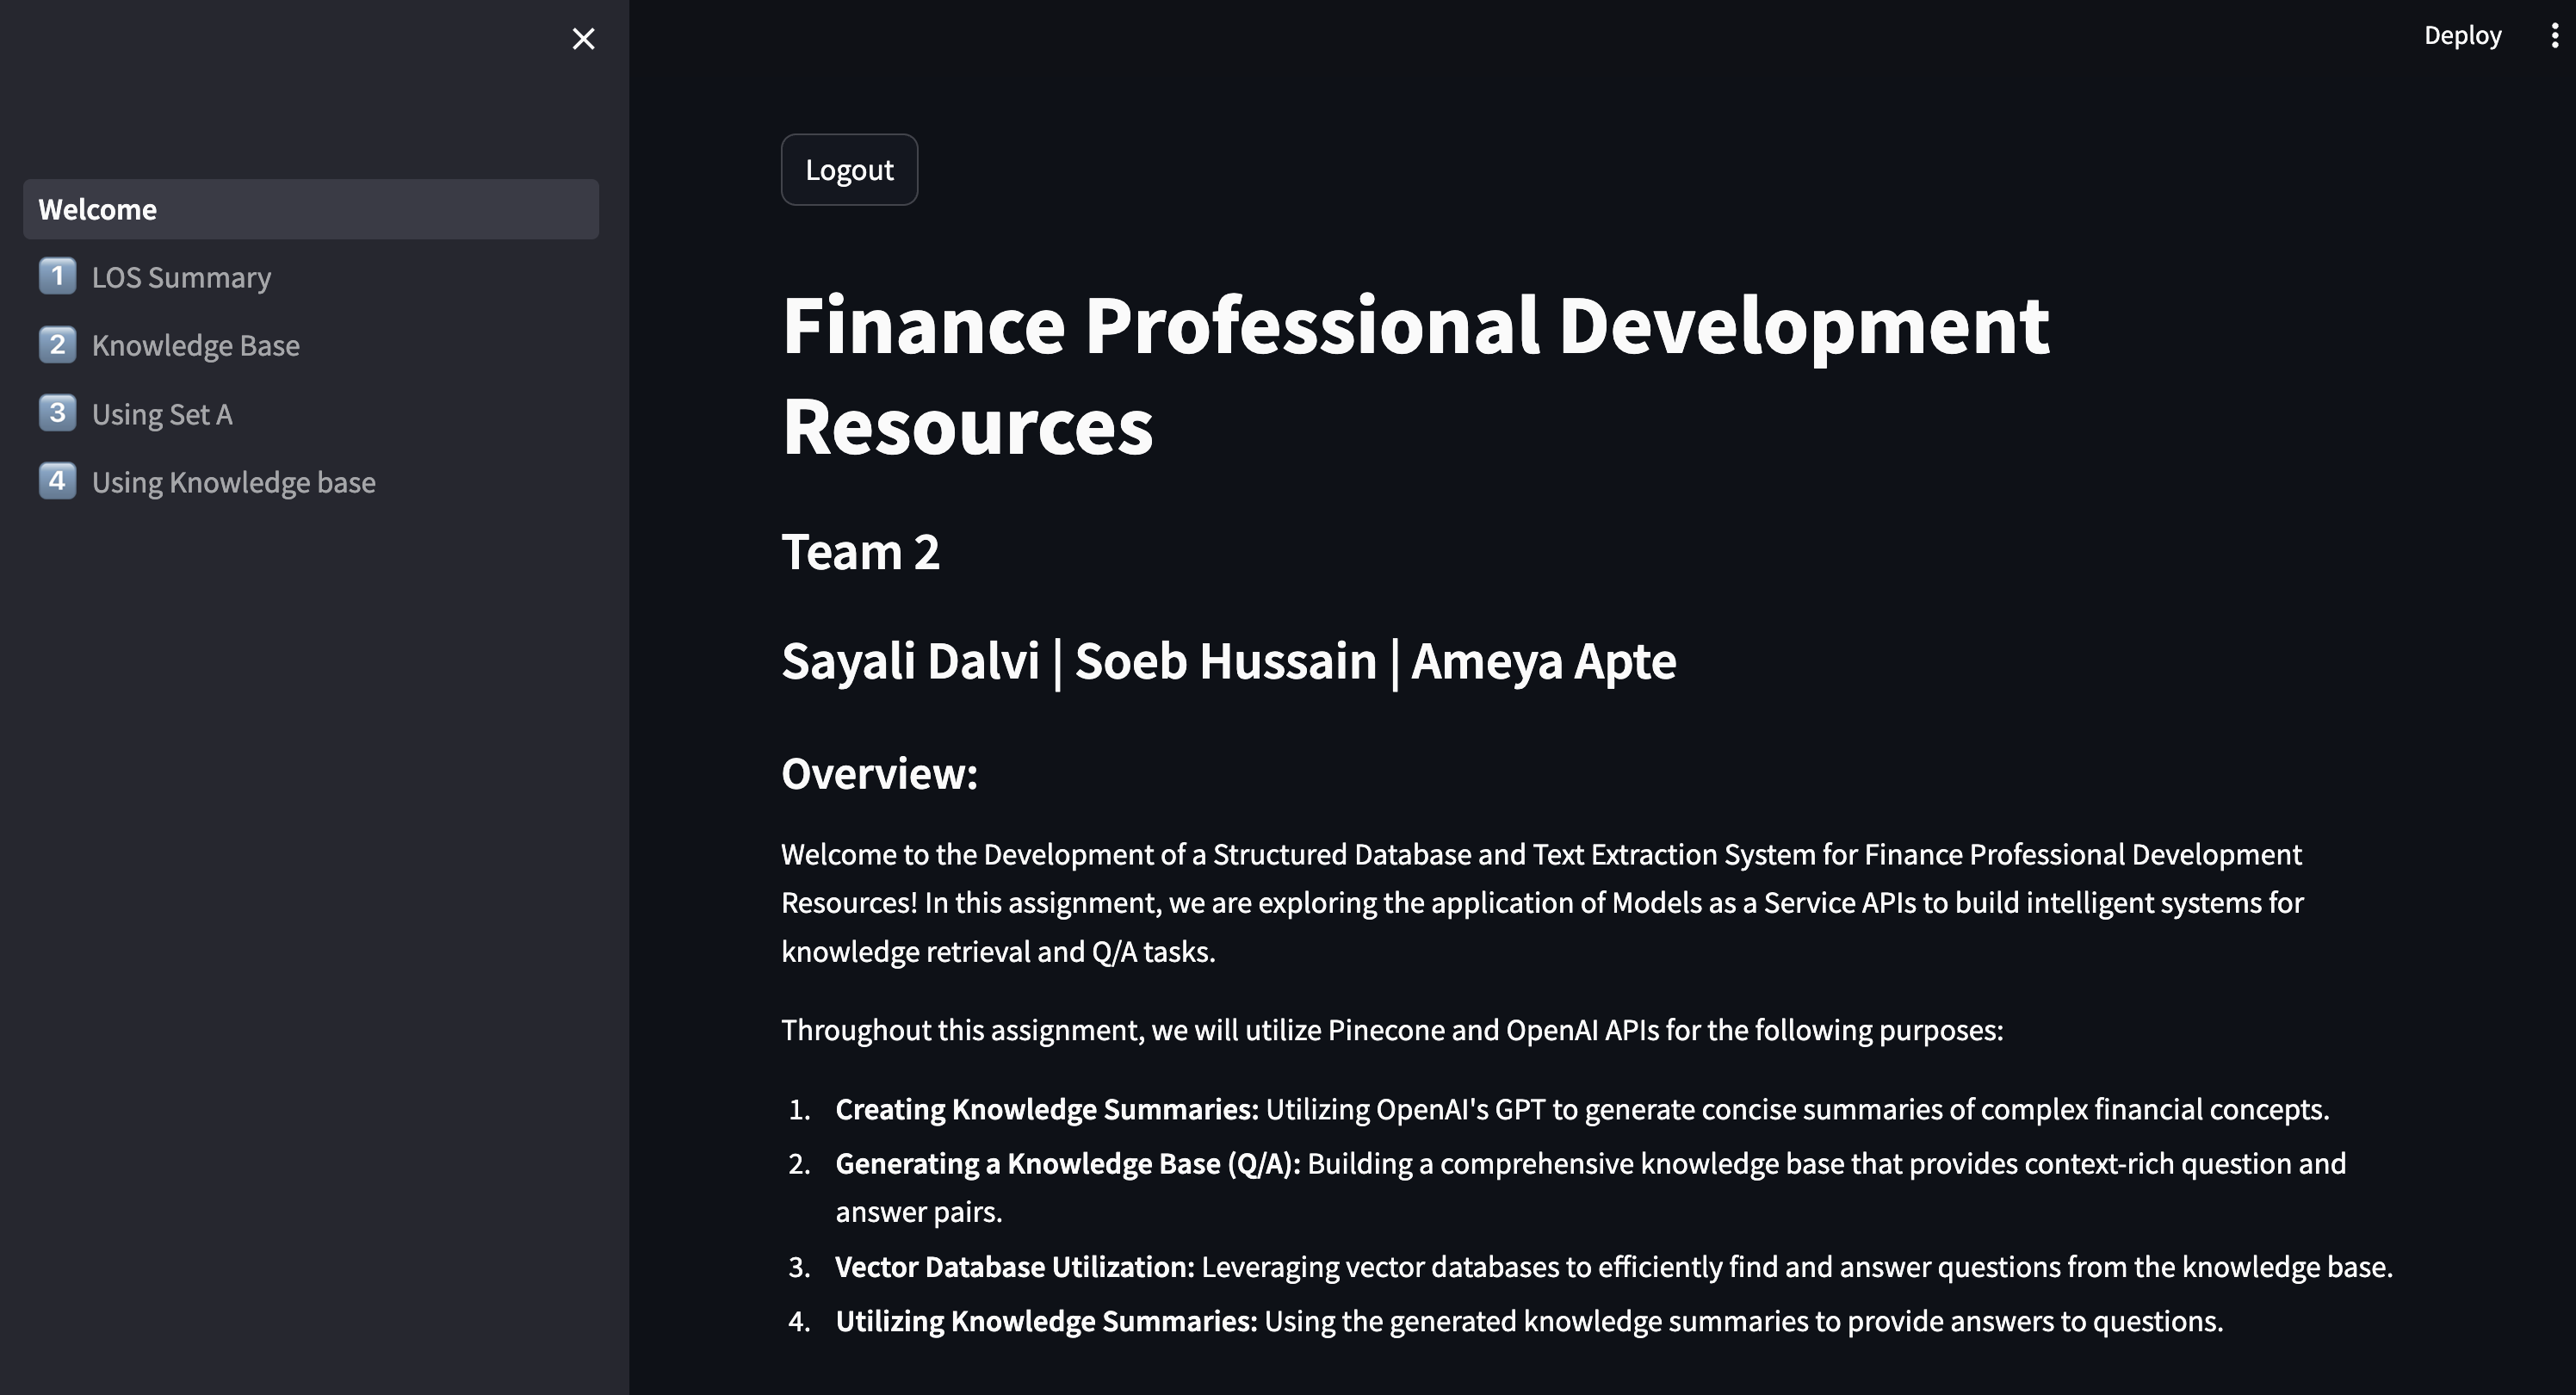 Deploy
Welcome
1 LOS Summary
2 Knowledge Base
3 Using Set A
4 Using Knowledge base
Logout
Finance Professional Development
Resources
Team 2
Sayali Dalvi | Soeb Hussain | Ameya Apte
Overview:
Welcome to the Development of a Structured Database and Text Extraction System for Finance Professional Development
Resources! In this assignment, we are exploring the application of Models as a Service APIs to build intelligent systems for
knowledge retrieval and Q/A tasks.
Throughout this assignment, we will utilize Pinecone and OpenAI APIs for the following purposes:
1. Creating Knowledge Summaries: Utilizing OpenAI's GPT to generate concise summaries of complex financial concepts.
2. Generating a Knowledge Base (Q/A): Building a comprehensive knowledge base that provides context-rich question and
answer pairs.
3. Vector Database Utilization: Leveraging vector databases to efficiently find and answer questions from the knowledge base.
4. Utilizing Knowledge Summaries: Using the generated knowledge summaries to provide answers to questions.